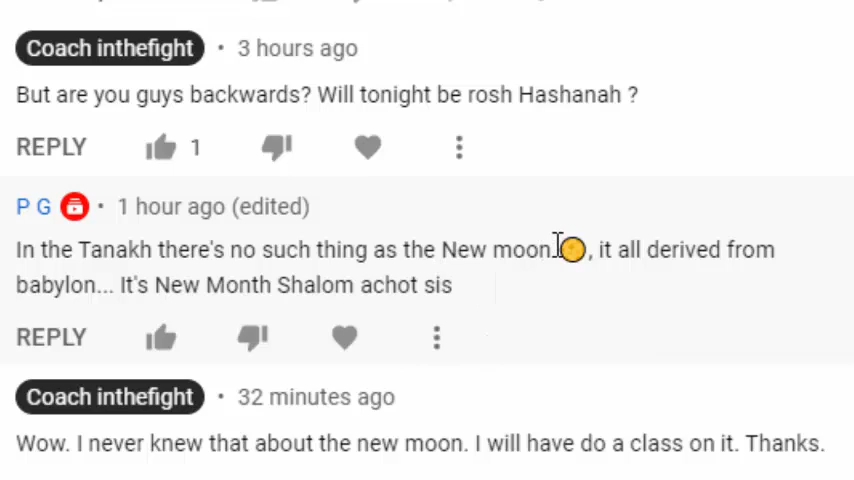 Coach inthefight • 3 hours ago
But are you guys backwards? Will tonight be rosh Hashanah ?
REPLY 1
P G • 1 hour ago (edited)
In the Tanakh there's no such thing as the New moon🌕, it all derived from
babylon... It's New Month Shalom achot sis
REPLY
Coach inthefight • 32 minutes ago
Wow. I never knew that about the new moon. I will have do a class on it. Thanks.